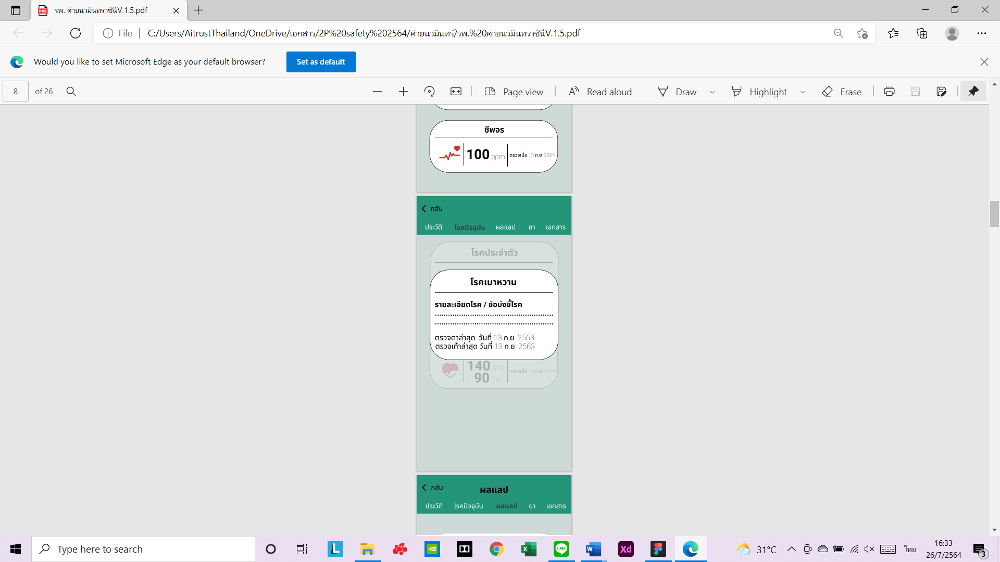 รพ. ค่ายนวมินทราชินีV.1.5.pdf
File
C:/Users/AitrustThailand/OneDrive/เอกสาร/2P%20safety%202564/ค่ายนวมินทร์/รพ.%20ค่ายนวมินทราชินีV.1.5.pdf
Would you like to set Microsoft Edge as your default browser?
Set as default
8 of 26
Page view
Read aloud
Draw
Highlight
Erase
ชีพจร
100 bpm
ตรวจเมื่อ 13 ก.ย. 2564
กลับ
ประวัติ โรคปัจจุบัน ผลแลป ยา เอกสาร
โรคประจำตัว
โรคเบาหวาน
รายละเอียดโรค / ข้อบ่งชี้โรค
ตรวจตาล่าสุด วันที่ 13 ก.ย. 2563
ตรวจเท้าล่าสุด วันที่ 13 ก.ย. 2563
140 SYS
90 DIA
ตรวจเมื่อ 13 ก.ย. 2564
กลับ
ผลแลป
ประวัติ โรคปัจจุบัน ผลแลป ยา เอกสาร
Type here to search
31°C
ไทย
16:33
26/7/2564
3